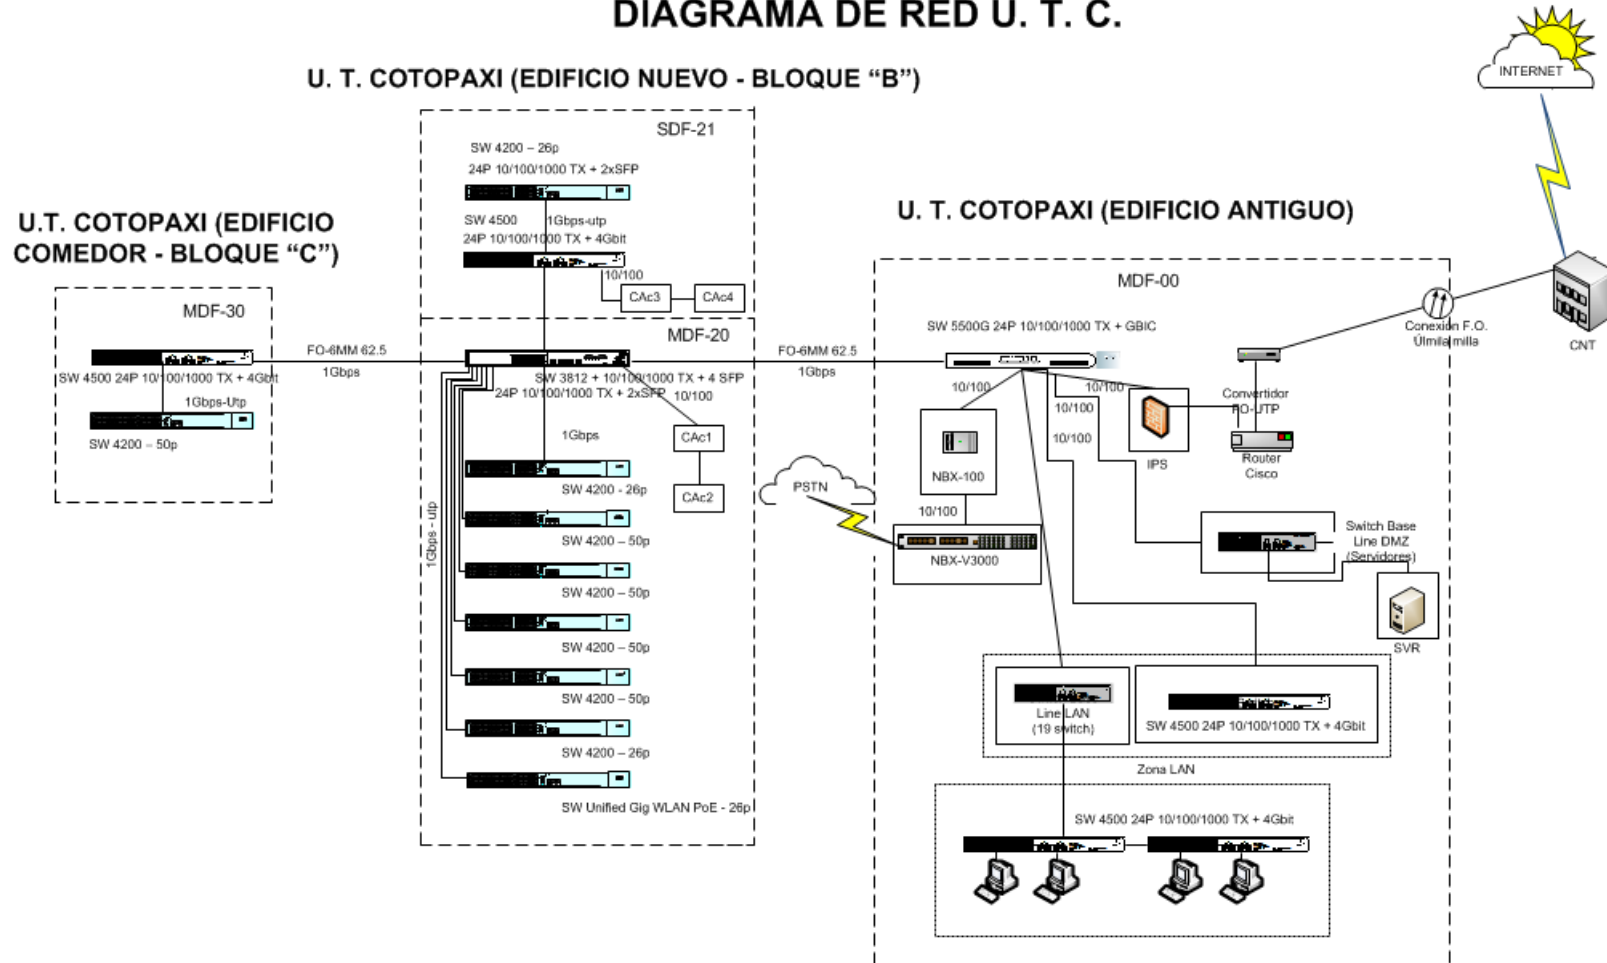 DIAGRAMA DE RED U. T. C.
INTERNET
U. T. COTOPAXI (EDIFICIO NUEVO - BLOQUE “B”)
SDF-21
SW 4200 – 26p
24P 10/100/1000 TX + 2xSFP
SW 4500
1Gbps-utp
24P 10/100/1000 TX + 4Gbit
10/100
CAc3
CAc4
U.T. COTOPAXI (EDIFICIO
COMEDOR - BLOQUE “C”)
MDF-30
SW 4500 24P 10/100/1000 TX + 4Gbit
1Gbps-Utp
SW 4200 – 50p
FO-6MM 62.5
1Gbps
MDF-20
SW 3812 + 10/100/1000 TX + 4 SFP
24P 10/100/1000 TX + 2xSFP
10/100
1Gbps
CAc1
CAc2
1Gbps - utp
SW 4200 - 26p
SW 4200 – 50p
SW 4200 – 50p
SW 4200 – 50p
SW 4200 – 50p
SW 4200 – 26p
SW Unified Gig WLAN PoE - 26p
FO-6MM 62.5
1Gbps
U. T. COTOPAXI (EDIFICIO ANTIGUO)
MDF-00
SW 5500G 24P 10/100/1000 TX + GBIC
Conexión F.O.
Úlmila milla
CNT
10/100
10/100
10/100
10/100
Convertidor
FO-UTP
IPS
Router
Cisco
NBX-100
10/100
PSTN
NBX-V3000
Switch Base
Line DMZ
(Servidores)
SVR
Line LAN
(19 switch)
SW 4500 24P 10/100/1000 TX + 4Gbit
Zona LAN
SW 4500 24P 10/100/1000 TX + 4Gbit